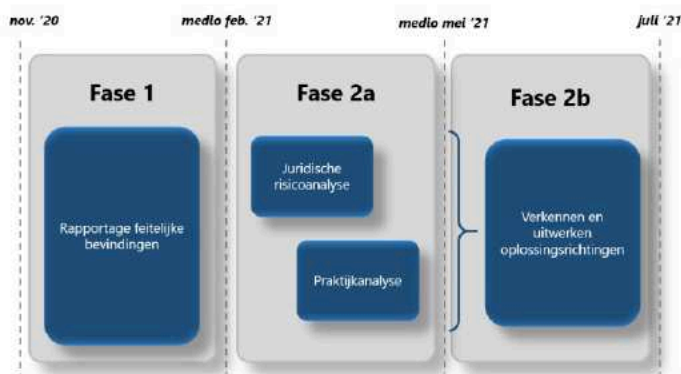 nov. '20
medio feb. '21
medio mei '21
juli '21
Fase 1
Rapportage feitelijke
bevindingen
Fase 2a
Juridische
risicoanalyse
Praktijkanalyse
Fase 2b
Verkennen en
uitwerken
oplossingsrichtingen